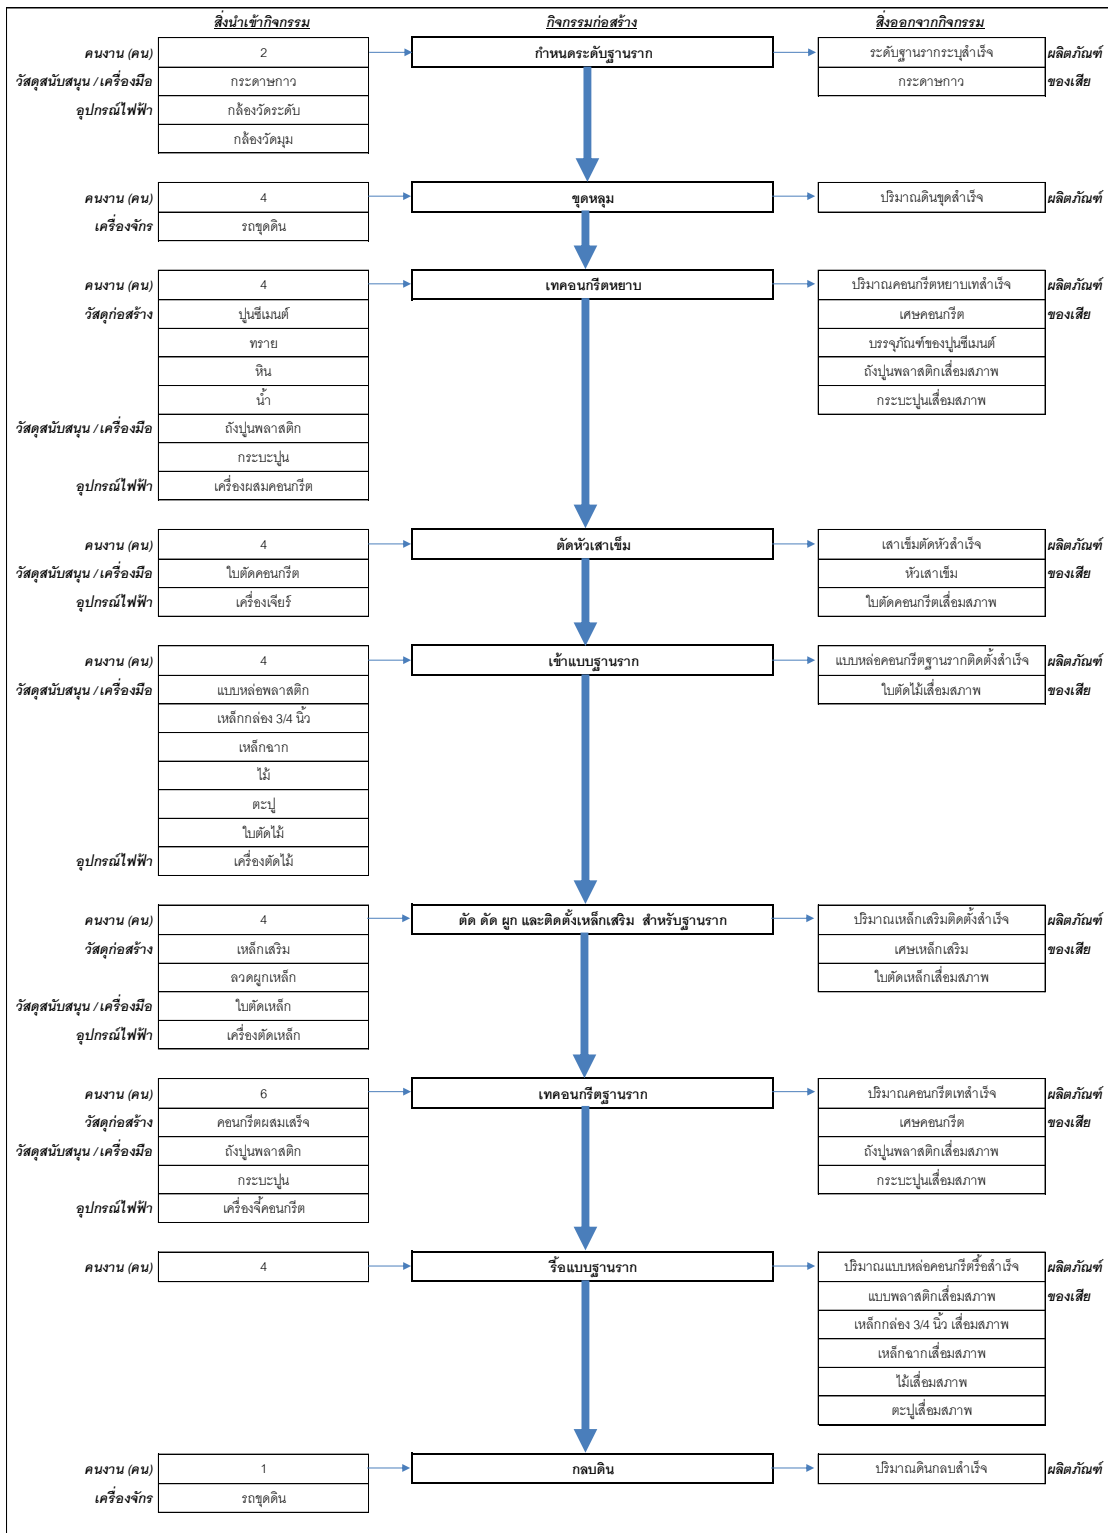 สิ่งนำเข้ากิจกรรม กิจกรรมก่อสร้าง สิ่งออกจากกิจกรรม
คนงาน (คน) 2 กำหนดระดับฐานราก ระดับฐานรากระบุสำเร็จ ผลิตภัณฑ์
วัสดุสนับสนุน / เครื่องมือ กระดาษกาว กระดาษกาว ของเสีย
อุปกรณ์ไฟฟ้า กล้องวัดระดับ
กล้องวัดมุม
คนงาน (คน) 4 ขุดหลุม ปริมาณดินขุดสำเร็จ ผลิตภัณฑ์
เครื่องจักร รถขุดดิน
คนงาน (คน) 4 เทคอนกรีตหยาบ ปริมาณคอนกรีตหยาบเทสำเร็จ ผลิตภัณฑ์
วัสดุก่อสร้าง ปูนซีเมนต์ เศษคอนกรีต ของเสีย
ทราย บรรจุภัณฑ์ของปูนซีเมนต์
หิน ถังปูนพลาสติกเสื่อมสภาพ
น้ำ กระบะปูนเสื่อมสภาพ
วัสดุสนับสนุน / เครื่องมือ ถังปูนพลาสติก
กระบะปูน
อุปกรณ์ไฟฟ้า เครื่องผสมคอนกรีต
คนงาน (คน) 4 ตัดหัวเสาเข็ม เสาเข็มตัดหัวสำเร็จ ผลิตภัณฑ์
วัสดุสนับสนุน / เครื่องมือ ใบตัดคอนกรีต หัวเสาเข็ม ของเสีย
อุปกรณ์ไฟฟ้า เครื่องเจียร์ ใบตัดคอนกรีตเสื่อมสภาพ
คนงาน (คน) 4 เข้าแบบฐานราก แบบหล่อคอนกรีตฐานรากติดตั้งสำเร็จ ผลิตภัณฑ์
วัสดุสนับสนุน / เครื่องมือ แบบหล่อพลาสติก ใบตัดไม้เสื่อมสภาพ ของเสีย
เหล็กกล่อง 3/4 นิ้ว
เหล็กฉาก
ไม้
ตะปู
ใบตัดไม้
อุปกรณ์ไฟฟ้า เครื่องตัดไม้
คนงาน (คน) 4 ตัด ดัด ผูก และติดตั้งเหล็กเสริม สำหรับฐานราก ปริมาณเหล็กเสริมติดตั้งสำเร็จ ผลิตภัณฑ์
วัสดุก่อสร้าง เหล็กเสริม เศษเหล็กเสริม ของเสีย
ลวดผูกเหล็ก ใบตัดเหล็กเสื่อมสภาพ
วัสดุสนับสนุน / เครื่องมือ ใบตัดเหล็ก
อุปกรณ์ไฟฟ้า เครื่องตัดเหล็ก
คนงาน (คน) 6 เทคอนกรีตฐานราก ปริมาณคอนกรีตเทสำเร็จ ผลิตภัณฑ์
วัสดุก่อสร้าง คอนกรีตผสมเสร็จ เศษคอนกรีต ของเสีย
วัสดุสนับสนุน / เครื่องมือ ถังปูนพลาสติก ถังปูนพลาสติกเสื่อมสภาพ
กระบะปูน กระบะปูนเสื่อมสภาพ
อุปกรณ์ไฟฟ้า เครื่องจี้คอนกรีต
คนงาน (คน) 4 รื้อแบบฐานราก ปริมาณแบบหล่อคอนกรีตรื้อสำเร็จ ผลิตภัณฑ์
แบบพลาสติกเสื่อมสภาพ ของเสีย
เหล็กกล่อง 3/4 นิ้ว เสื่อมสภาพ
เหล็กฉากเสื่อมสภาพ
ไม้เสื่อมสภาพ
ตะปูเสื่อมสภาพ
คนงาน (คน) 1 กลบดิน ปริมาณดินกลบสำเร็จ ผลิตภัณฑ์
เครื่องจักร รถขุดดิน